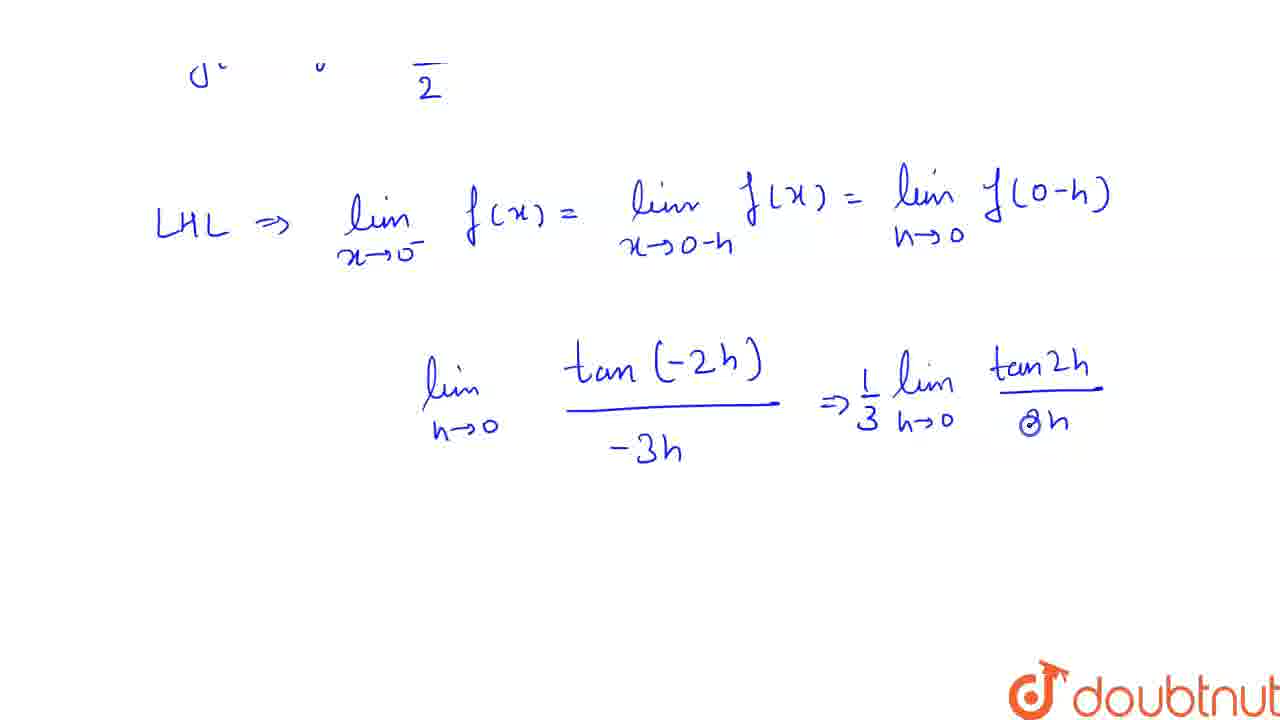 2
LHL ⇒ lim x→0⁻ f(x) = lim x→0-h f(x) = lim h→0 f(0-h)
lim h→0 tan(-2h) / -3h ⇒ 1/3 lim h→0 tan2h / h
doubtnut